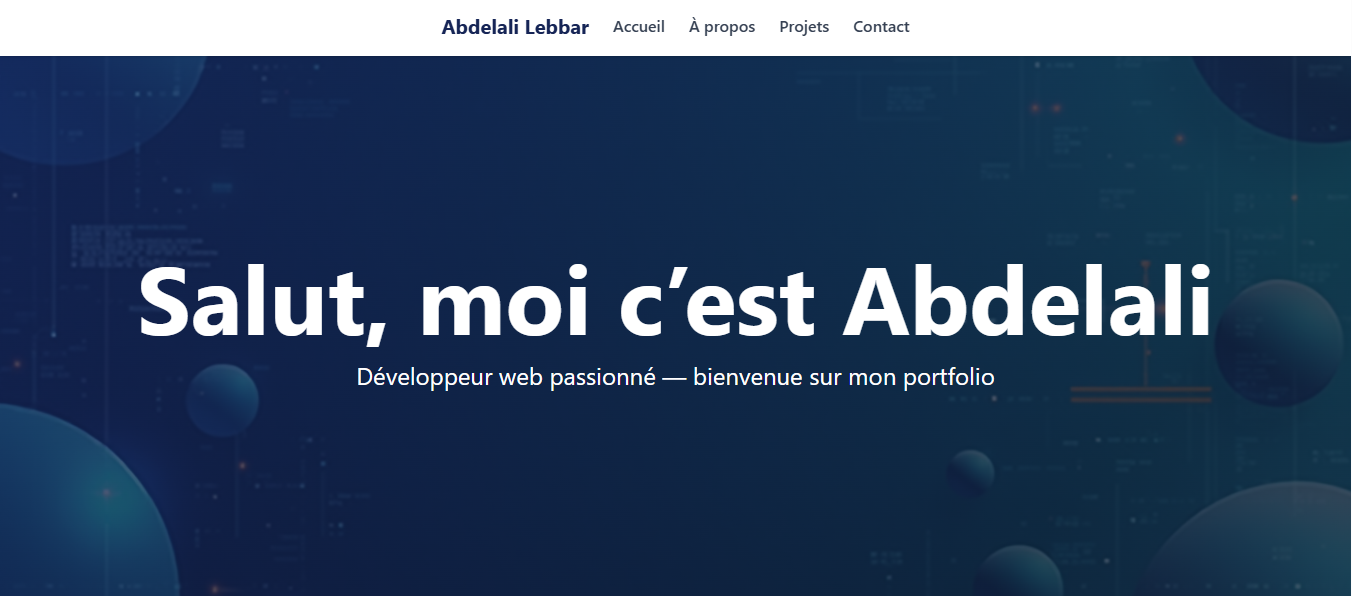 Abdelali Lebbar Accueil À propos Projets Contact
Salut, moi c’est Abdelali
Développeur web passionné — bienvenue sur mon portfolio